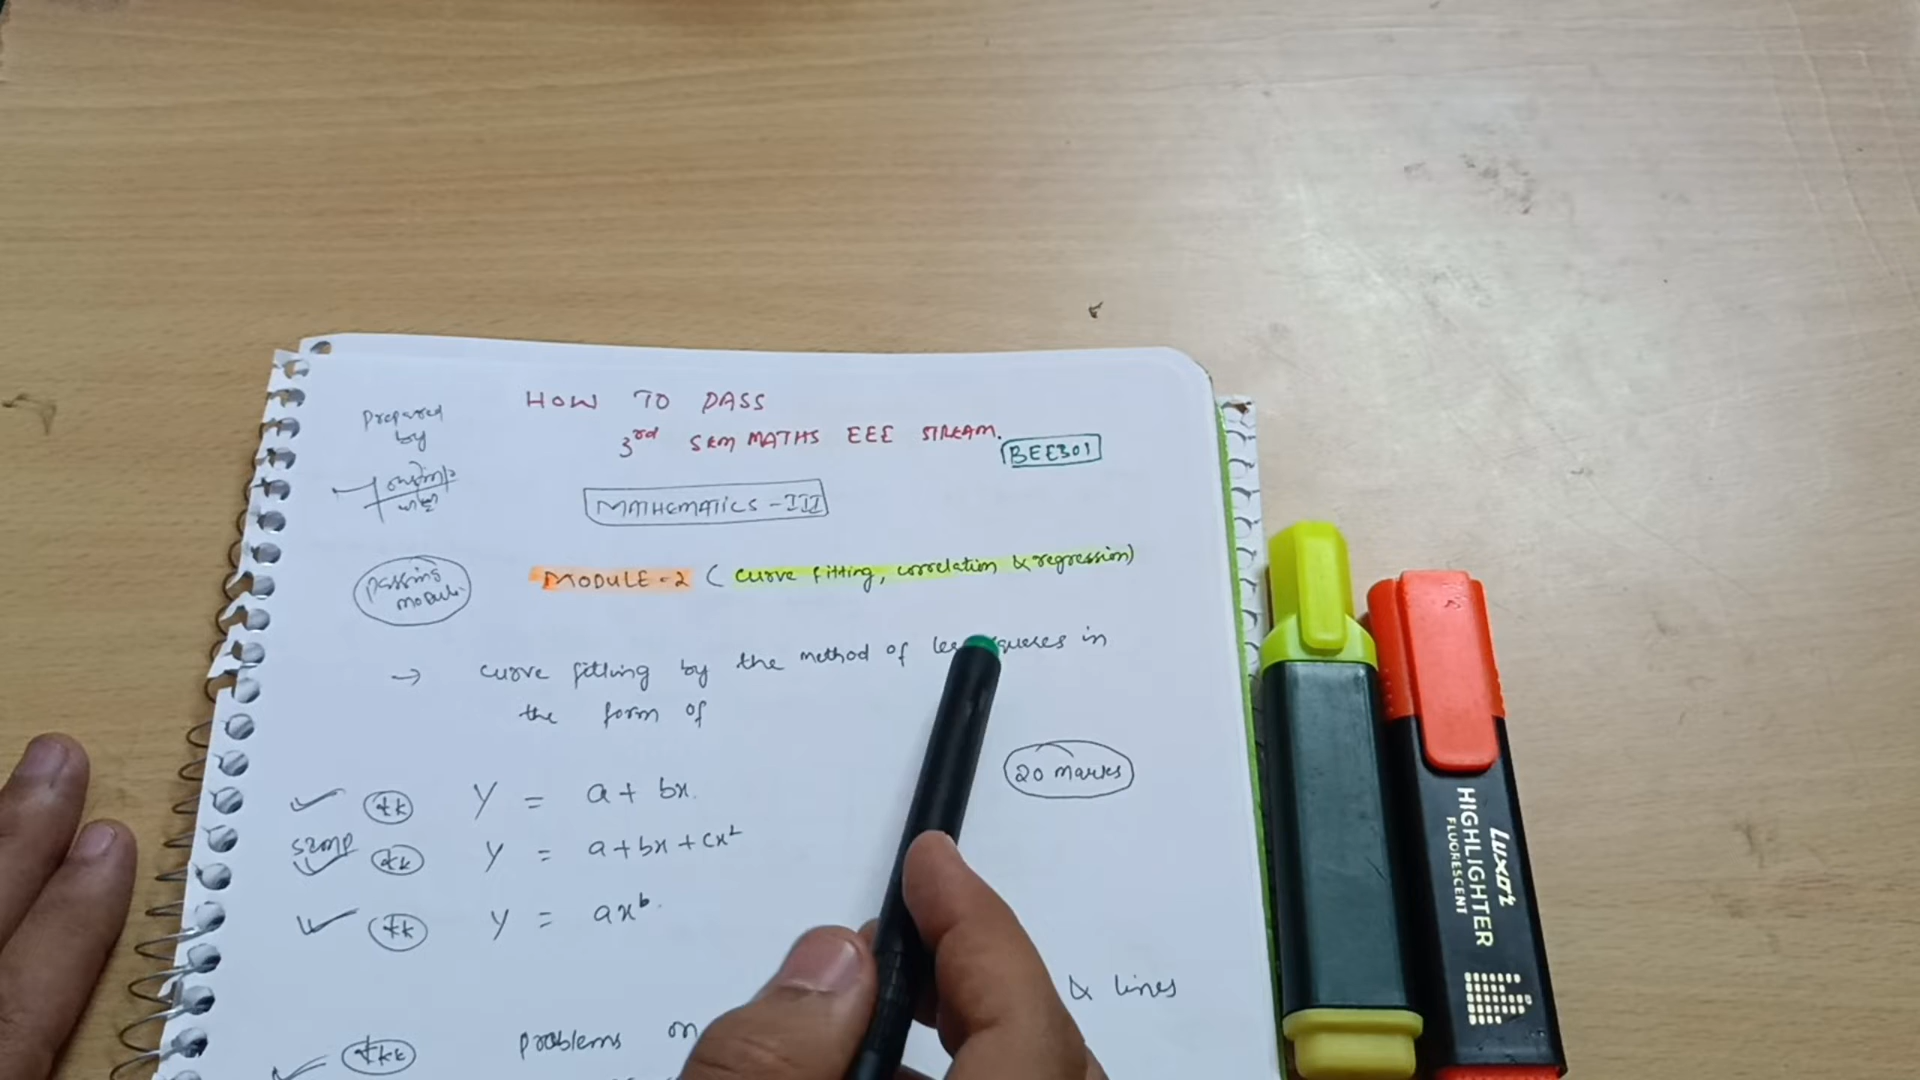 HOW TO PASS
3rd SEM MATHS EEE STREAM.
BEE301
Prepared
by
MATHEMATICS - III
passing
module
MODULE - 2 ( curve fitting, correlation & regression)
→ curve fitting by the method of squares in
the form of
20 marks
y = a + bx.
y = a + bx + cx²
y = axᵇ.
problems on & lines
LUXOR
HIGHLIGHTER
FLUORESCENT